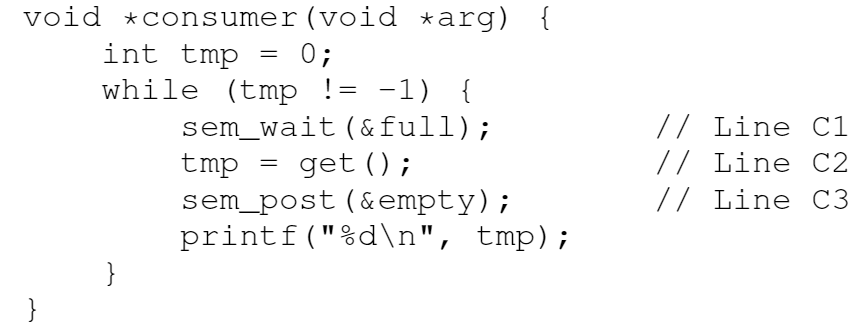 void *consumer(void *arg) {
    int tmp = 0;
    while (tmp != -1) {
        sem_wait(&full);        // Line C1
        tmp = get();            // Line C2
        sem_post(&empty);       // Line C3
        printf("%d\n", tmp);
    }
}